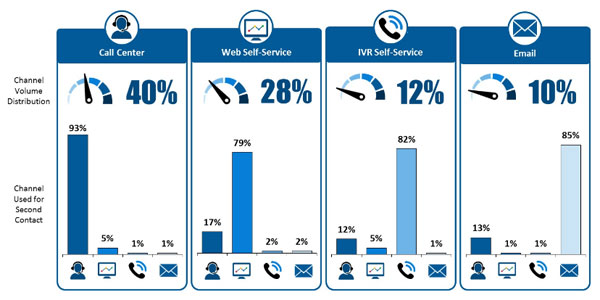 Call Center
Web Self-Service
IVR Self-Service
Email
Channel
Volume
Distribution
40%
28%
12%
10%
Channel
Used for
Second
Contact
93%
5%
1%
1%
17%
79%
2%
2%
12%
5%
82%
1%
13%
1%
1%
85%